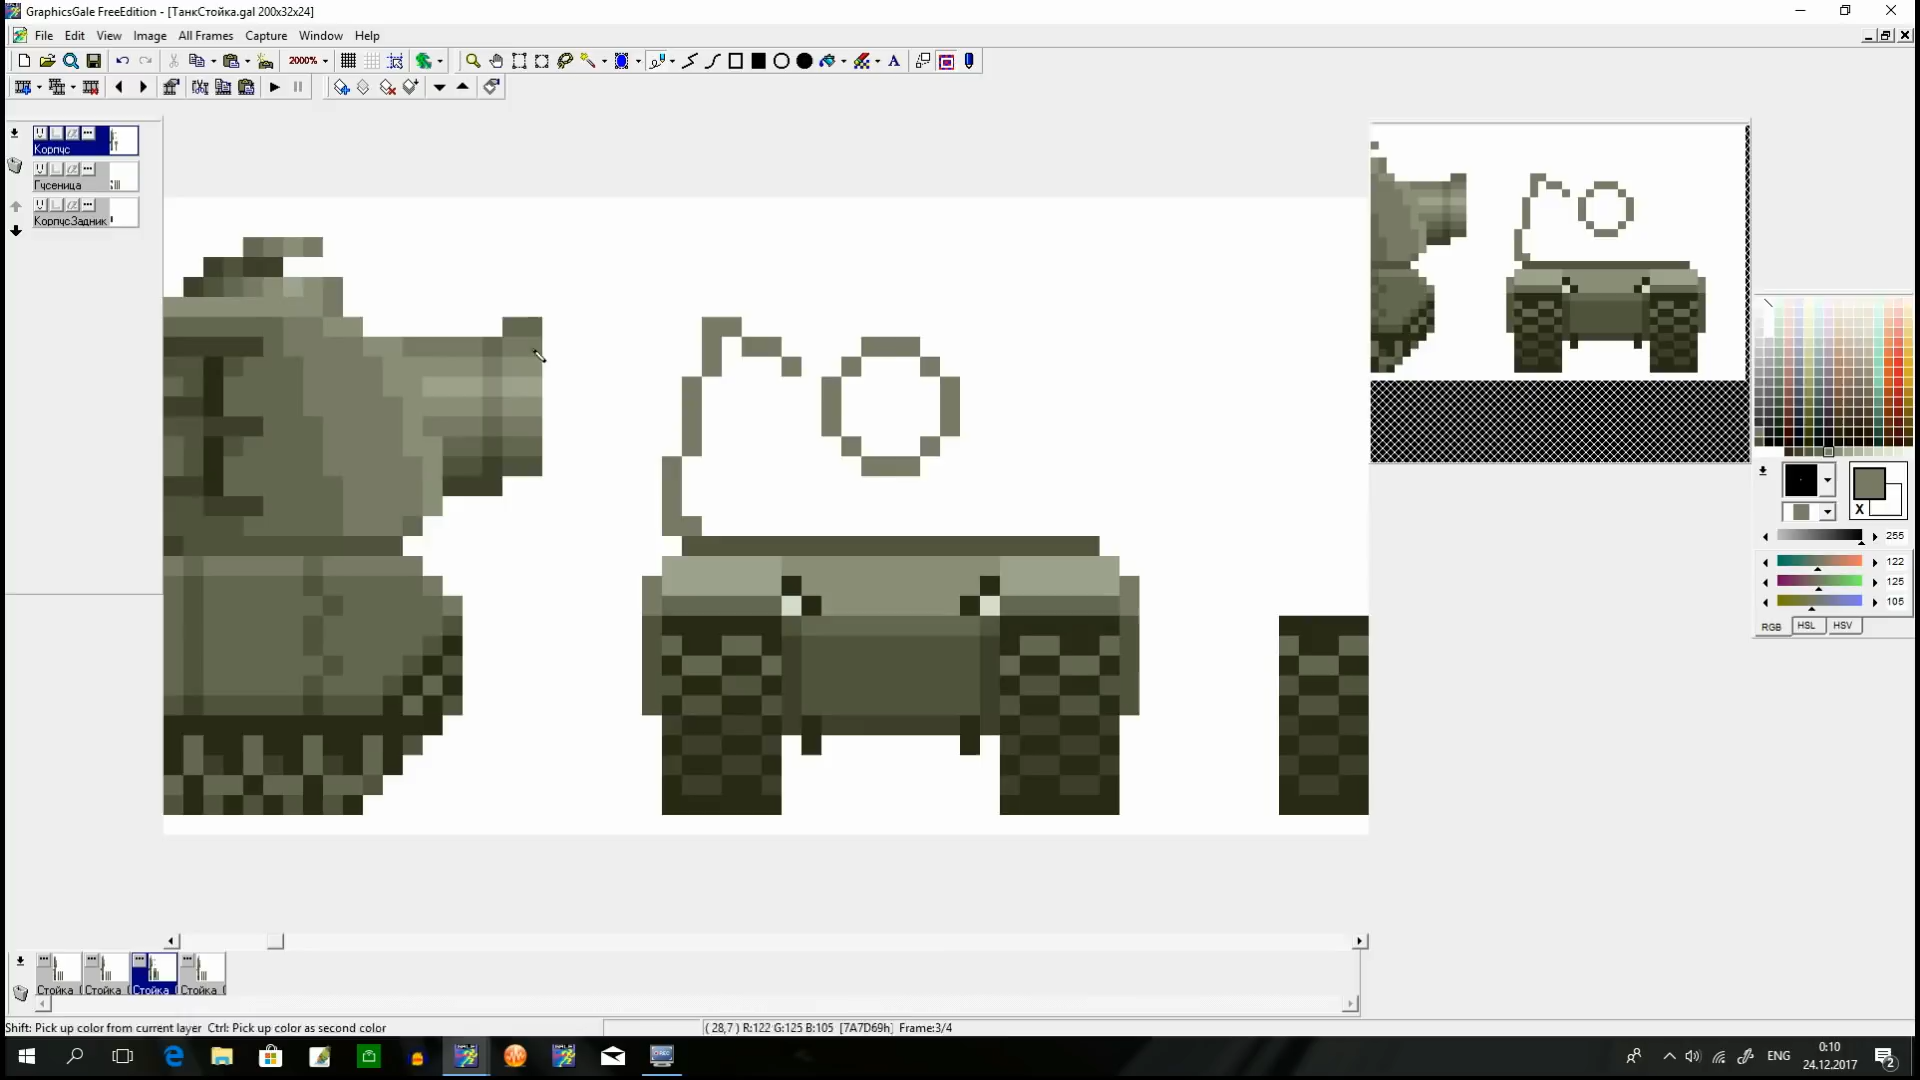 GraphicsGale FreeEdition - [ТанкСтойка.gal 200x32x24]
File Edit View Image All Frames Capture Window Help
2000%
A
Корпус
Гусеница
КорпусЗадник
X
255
122
125
105
RGB HSL HSV
Стойка ( Стойка ( Стойка ( Стойка (
Shift: Pick up color from current layer Ctrl: Pick up color as second color
( 28,7 ) R:122 G:125 B:105 [7A7D69h] Frame:3/4
ENG
0:10
24.12.2017
2